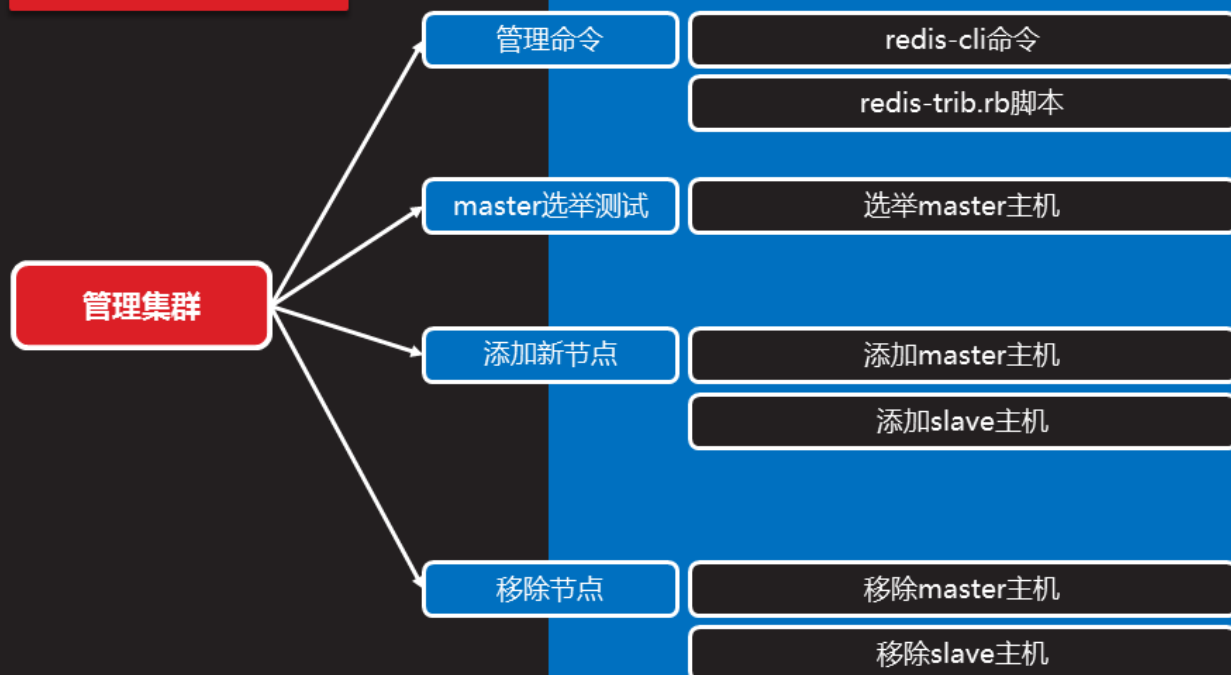 管理命令
redis-cli命令
redis-trib.rb脚本
master选举测试
选举master主机
管理集群
添加新节点
添加master主机
添加slave主机
移除节点
移除master主机
移除slave主机